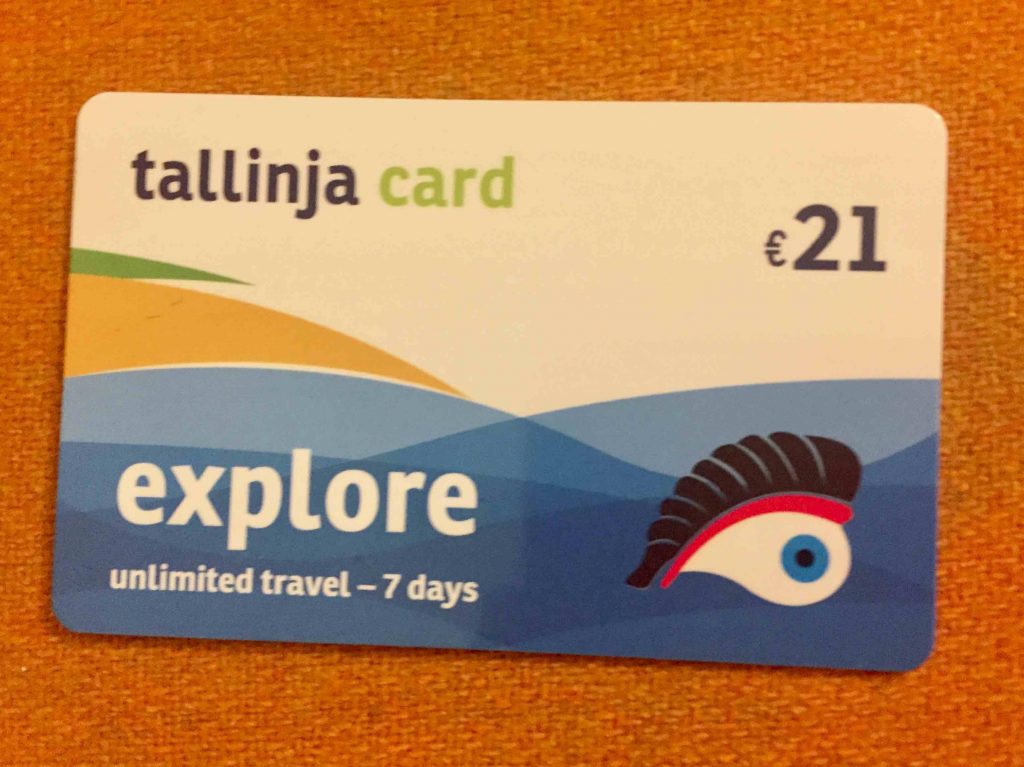 tallinja card
€21
explore
unlimited travel – 7 days